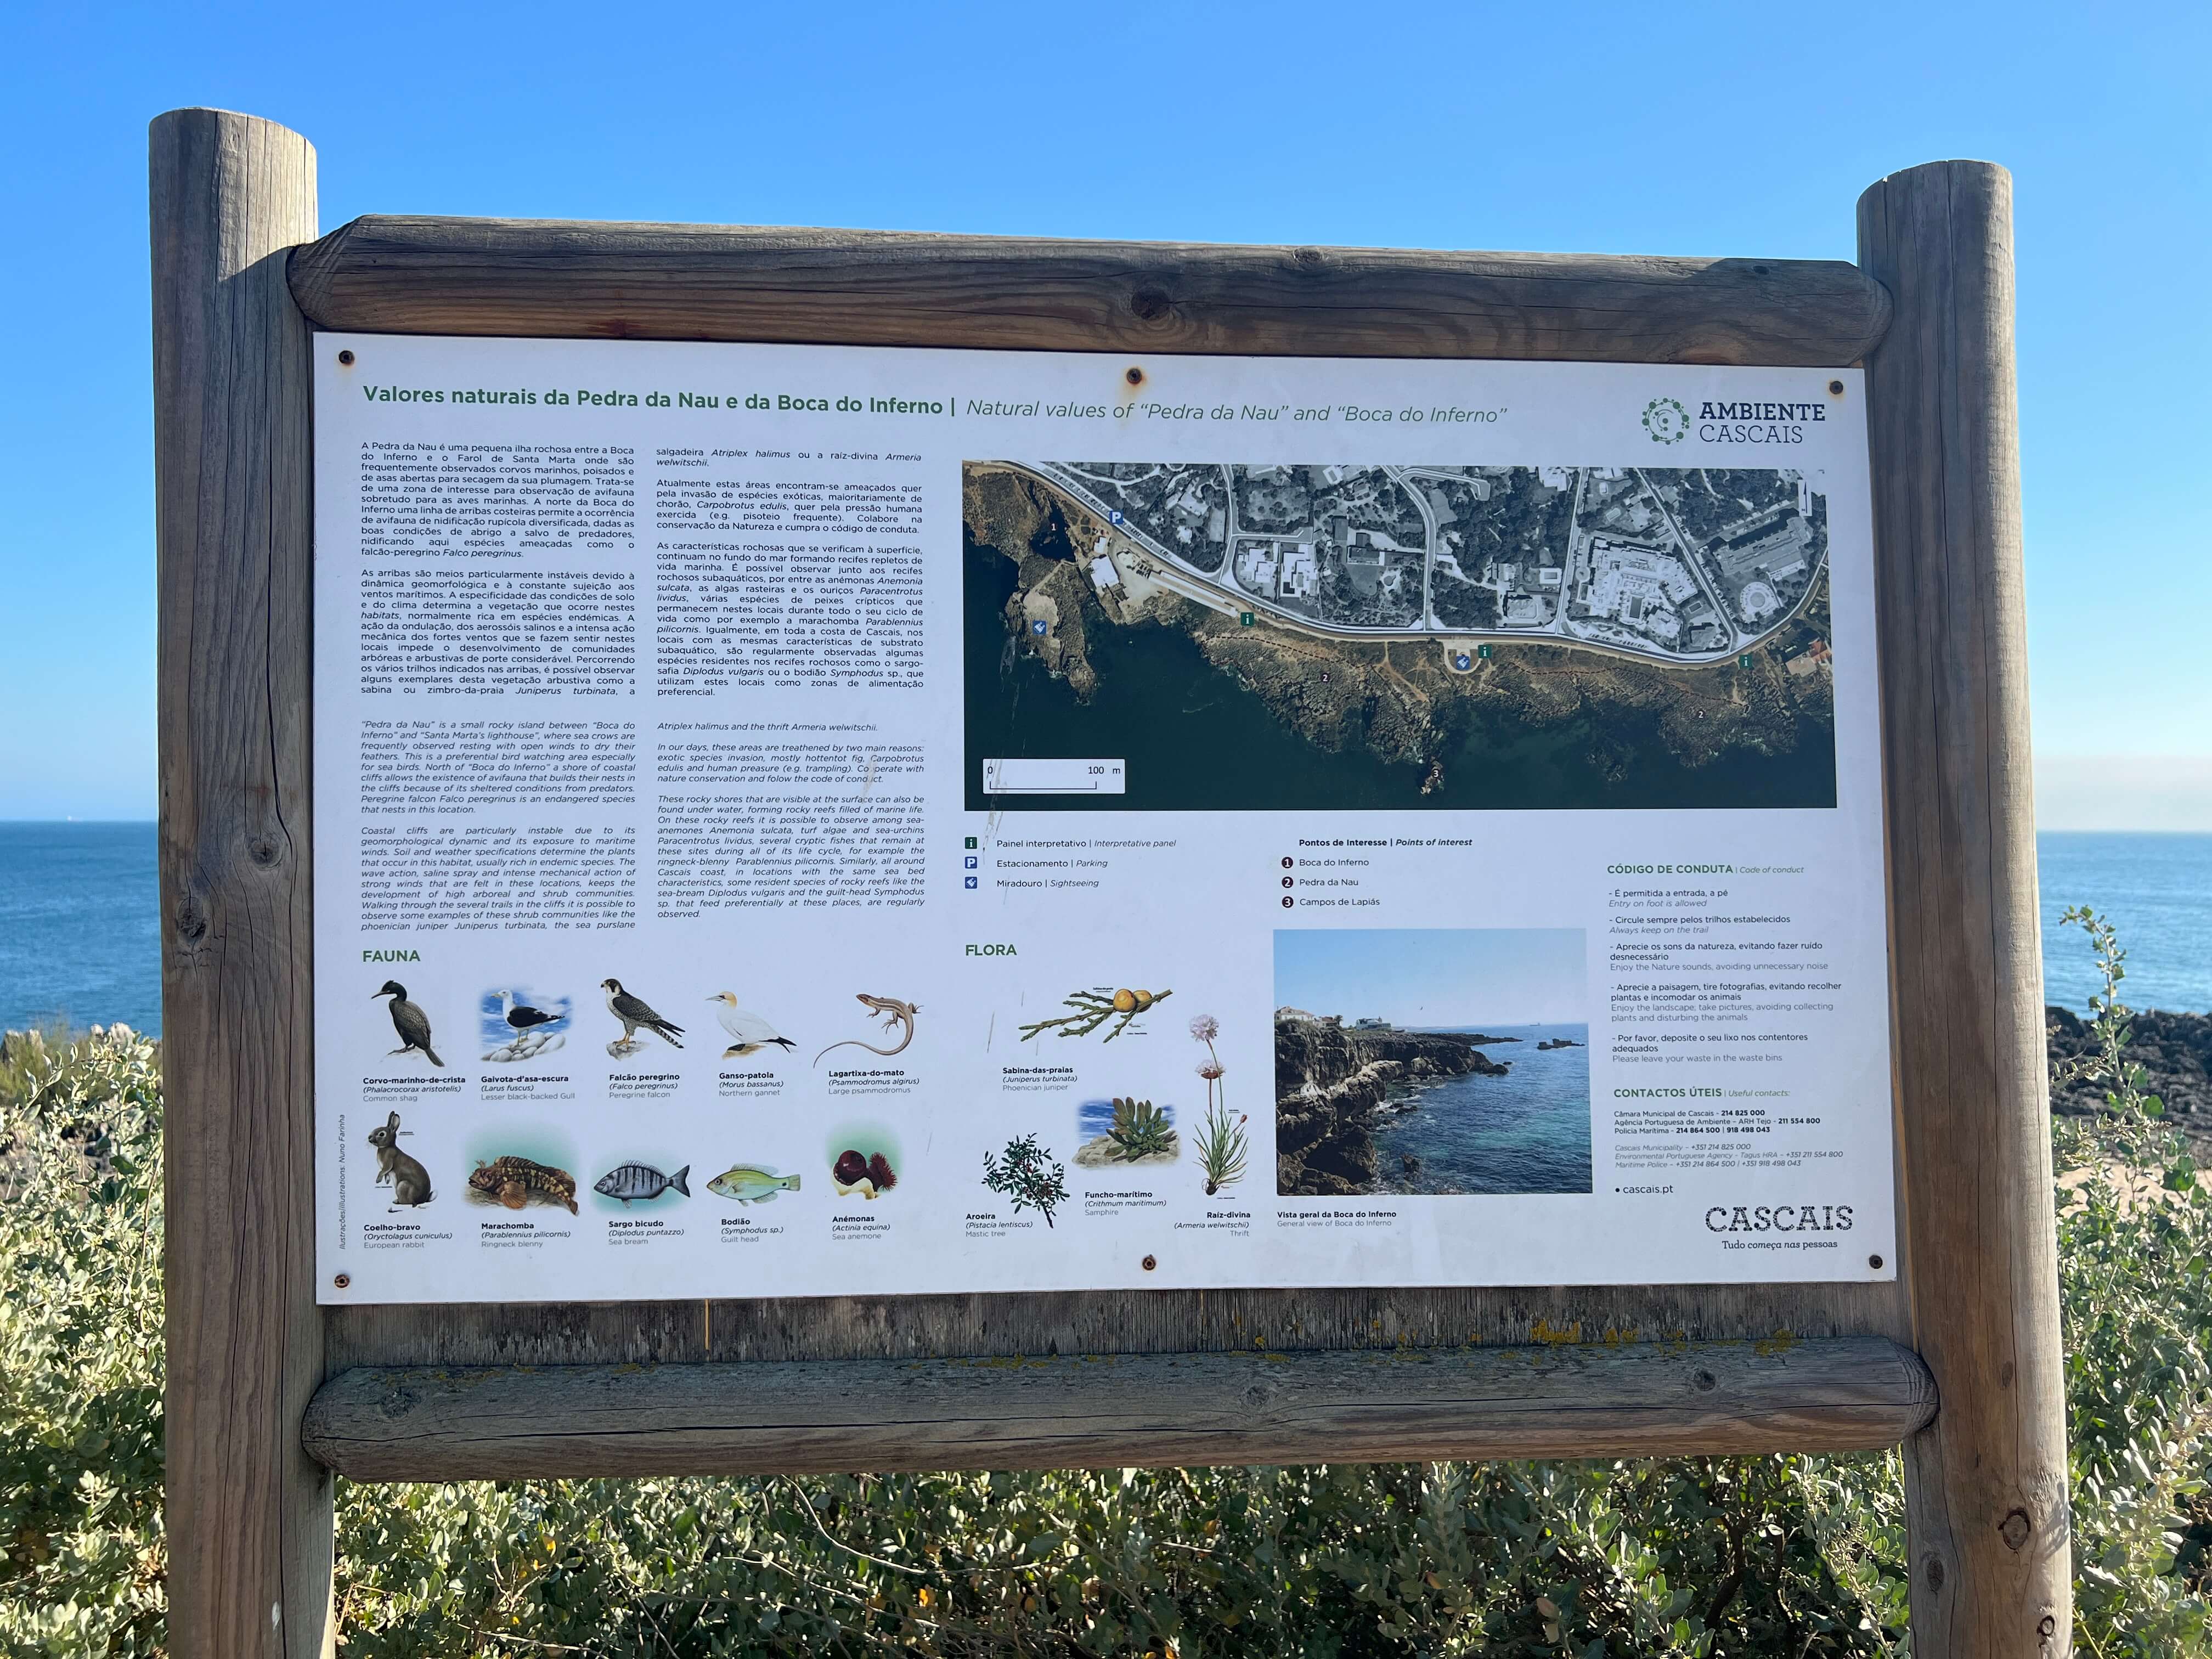 Valores naturais da Pedra da Nau e da Boca do Inferno | Natural values of “Pedra da Nau” and “Boca do Inferno”
AMBIENTE
CASCAIS
A Pedra da Nau é uma pequena ilha rochosa entre a Boca
do Inferno e o Farol de Santa Marta onde são
frequentemente observados corvos marinhos, poisados e
de asas abertas para secagem da sua plumagem. Trata-se
de uma zona de interesse para observação de avifauna
sobretudo para as aves marinhas. A norte da Boca do
Inferno uma linha de arribas costeiras permite a ocorrência
de avifauna de nidificação rupícola diversificada, dadas as
boas condições de abrigo a salvo de predadores,
nidificando aqui espécies ameaçadas como o
falcão-peregrino Falco peregrinus.
As arribas são meios particularmente instáveis devido à
dinâmica geomorfológica e à constante sujeição aos
ventos marítimos. A especificidade das condições de solo
e do clima determina a vegetação que ocorre nestes
habitats, normalmente rica em espécies endémicas. A
ação da ondulação, dos aerossóis salinos e a intensa ação
mecânica dos fortes ventos que se fazem sentir nestes
locais impede o desenvolvimento de comunidades
arbóreas e arbustivas de porte considerável. Percorrendo
os vários trilhos indicados nas arribas, é possível observar
alguns exemplares desta vegetação arbustiva como a
sabina ou zimbro-da-praia Juniperus turbinata, a
salgadeira Atriplex halimus ou a raíz-divina Armeria
welwitschii.
Atualmente estas áreas encontram-se ameaçados quer
pela invasão de espécies exóticas, maioritariamente de
chorão, Carpobrotus edulis, quer pela pressão humana
exercida (e.g. pisoteio frequente). Colabore na
conservação da Natureza e cumpra o código de conduta.
As características rochosas que se verificam à superfície,
continuam no fundo do mar formando recifes repletos de
vida marinha. É possível observar junto aos recifes
rochosos subaquáticos, por entre as anémonas Anemonia
sulcata, as algas rasteiras e os ouriços Paracentrotus
lividus, várias espécies de peixes crípticos que
permanecem nestes locais durante todo o seu ciclo de
vida como por exemplo a marachomba Parablennius
pilicornis. Igualmente, em toda a costa de Cascais, nos
locais com as mesmas características de substrato
subaquático, são regularmente observadas algumas
espécies residentes nos recifes rochosos como o sargo-
safia Diplodus vulgaris ou o bodião Symphodus sp., que
utilizam estes locais como zonas de alimentação
preferencial.
“Pedra da Nau” is a small rocky island between “Boca do
Inferno” and “Santa Marta's lighthouse”, where sea crows are
frequently observed resting with open winds to dry their
feathers. This is a preferential bird watching area especially
for sea birds. North of “Boca do Inferno” a shore of coastal
cliffs allows the existence of avifauna that builds their nests in
the cliffs because of its sheltered conditions from predators.
Peregrine falcon Falco peregrinus is an endangered species
that nests in this location.
Coastal cliffs are particularly instable due to its
geomorphological dynamic and its exposure to maritime
winds. Soil and weather specifications determine the plants
that occur in this habitat, usually rich in endemic species. The
wave action, saline spray and intense mechanical action of
strong winds that are felt in these locations, keeps the
development of high arboreal and shrub communities.
Walking through the several trails in the cliffs it is possible to
observe some examples of these shrub communities like the
phoenician juniper Juniperus turbinata, the sea purslane
Atriplex halimus and the thrift Armeria welwitschii.
In our days, these areas are treathened by two main reasons:
exotic species invasion, mostly hottentot fig, Carpobrotus
edulis and human preasure (e.g. trampling). Cooperate with
nature conservation and folow the code of conduct.
These rocky shores that are visible at the surface can also be
found under water, forming rocky reefs filled of marine life.
On these rocky reefs it is possible to observe among sea-
anemones Anemonia sulcata, turf algae and sea-urchins
Paracentrotus lividus, several cryptic fishes that remain at
these sites during all of its life cycle, for example the
ringneck-blenny Parablennius pilicornis. Similarly, all around
Cascais coast, in locations with the same sea bed
characteristics, some resident species of rocky reefs like the
sea-bream Diplodus vulgaris and the guilt-head Symphodus
sp. that feed preferentially at these places, are regularly
observed.
1
P
i
i
i
2
2
3
0 100 m
i Painel interpretativo | Interpretative panel
P Estacionamento | Parking
Miradouro | Sightseeing
Pontos de Interesse | Points of interest
1 Boca do Inferno
2 Pedra da Nau
3 Campos de Lapiás
CÓDIGO DE CONDUTA | Code of conduct
- É permitida a entrada, a pé
Entry on foot is allowed
- Circule sempre pelos trilhos estabelecidos
Always keep on the trail
- Aprecie os sons da natureza, evitando fazer ruído
desnecessário
Enjoy the Nature sounds, avoiding unnecessary noise
- Aprecie a paisagem, tire fotografias, evitando recolher
plantas e incomodar os animais
Enjoy the landscape, take pictures, avoiding collecting
plants and disturbing the animals
- Por favor, deposite o seu lixo nos contentores
adequados
Please leave your waste in the waste bins
CONTACTOS ÚTEIS | Useful contacts:
Câmara Municipal de Cascais - 214 825 000
Agência Portuguesa de Ambiente – ARH Tejo - 211 554 800
Polícia Marítima - 214 864 500 | 918 498 043
Cascais Municipality - +351 214 825 000
Environmental Portuguese Agency - Tagus HRA - +351 211 554 800
Maritime Police - +351 214 864 500 | +351 918 498 043
• cascais.pt
CASCAIS
Tudo começa nas pessoas
FAUNA
Corvo-marinho-de-crista
(Phalacrocorax aristotelis)
Common shag
Gaivota-d'asa-escura
(Larus fuscus)
Lesser black-backed Gull
Falcão peregrino
(Falco peregrinus)
Peregrine falcon
Ganso-patola
(Morus bassanus)
Northern gannet
Lagartixa-do-mato
(Psammodromus algirus)
Large psammodromus
Coelho-bravo
(Oryctolagus cuniculus)
European rabbit
Marachomba
(Parablennius pilicornis)
Ringneck blenny
Sargo bicudo
(Diplodus puntazzo)
Sea bream
Bodião
(Symphodus sp.)
Guilt head
Anémonas
(Actinia equina)
Sea anemone
Ilustrações/Illustrations: Nuno Farinha
FLORA
Sabina-das-praias
(Juniperus turbinata)
Phoenician juniper
Aroeira
(Pistacia lentiscus)
Mastic tree
Funcho-marítimo
(Crithmum maritimum)
Samphire
Raíz-divina
(Armeria welwitschii)
Thrift
Vista geral da Boca do Inferno
General view of Boca do Inferno